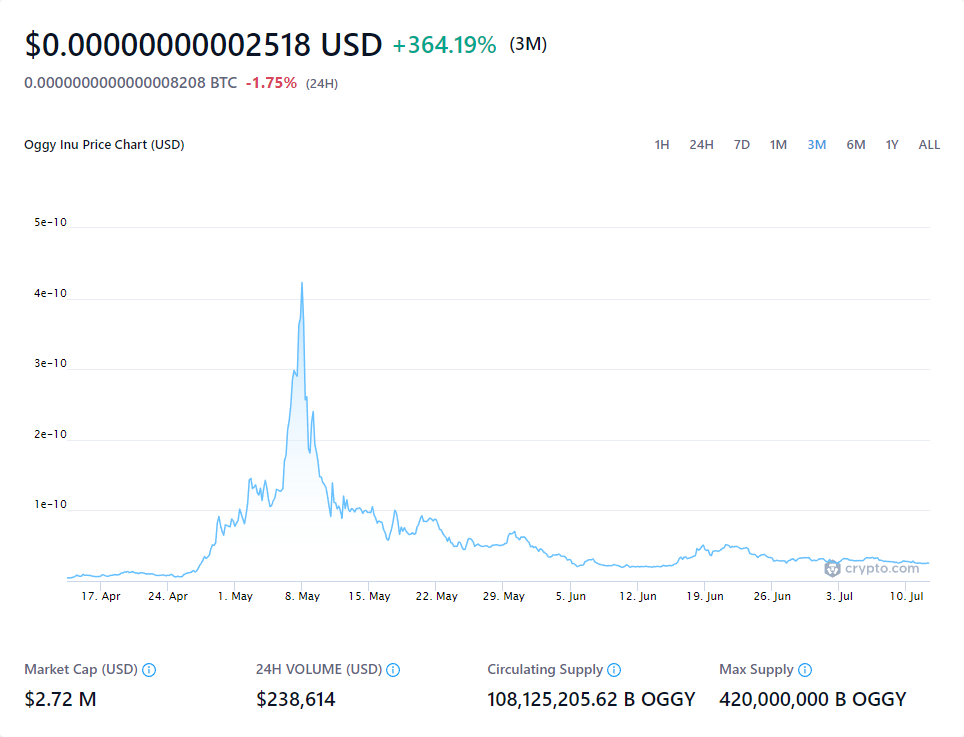 $0.00000000002518 USD +364.19% (3M)
0.0000000000000008208 BTC -1.75% (24H)
Oggy Inu Price Chart (USD) 1H 24H 7D 1M 3M 6M 1Y ALL
5e-10
4e-10
3e-10
2e-10
1e-10
crypto.com
17. Apr 24. Apr 1. May 8. May 15. May 22. May 29. May 5. Jun 12. Jun 19. Jun 26. Jun 3. Jul 10. Jul
Market Cap (USD) 24H VOLUME (USD) Circulating Supply Max Supply
$2.72 M $238,614 108,125,205.62 B OGGY 420,000,000 B OGGY